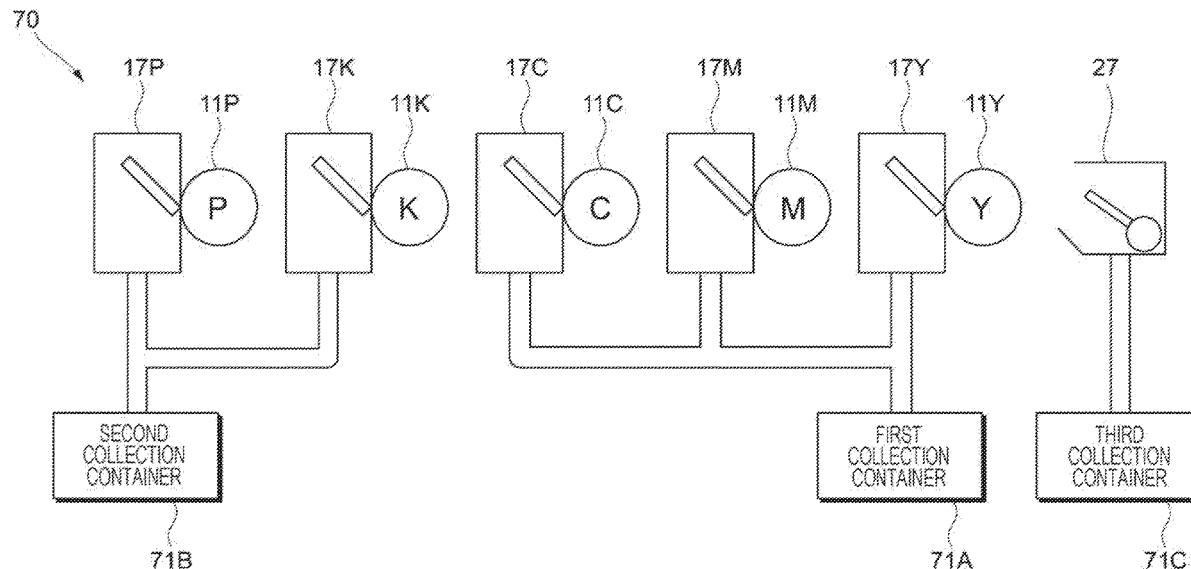 70
17P
17K
17C
17M
17Y
27
11P
11K
11C
11M
11Y
P
K
C
M
Y
SECOND
COLLECTION
CONTAINER
FIRST
COLLECTION
CONTAINER
THIRD
COLLECTION
CONTAINER
71B
71A
71C